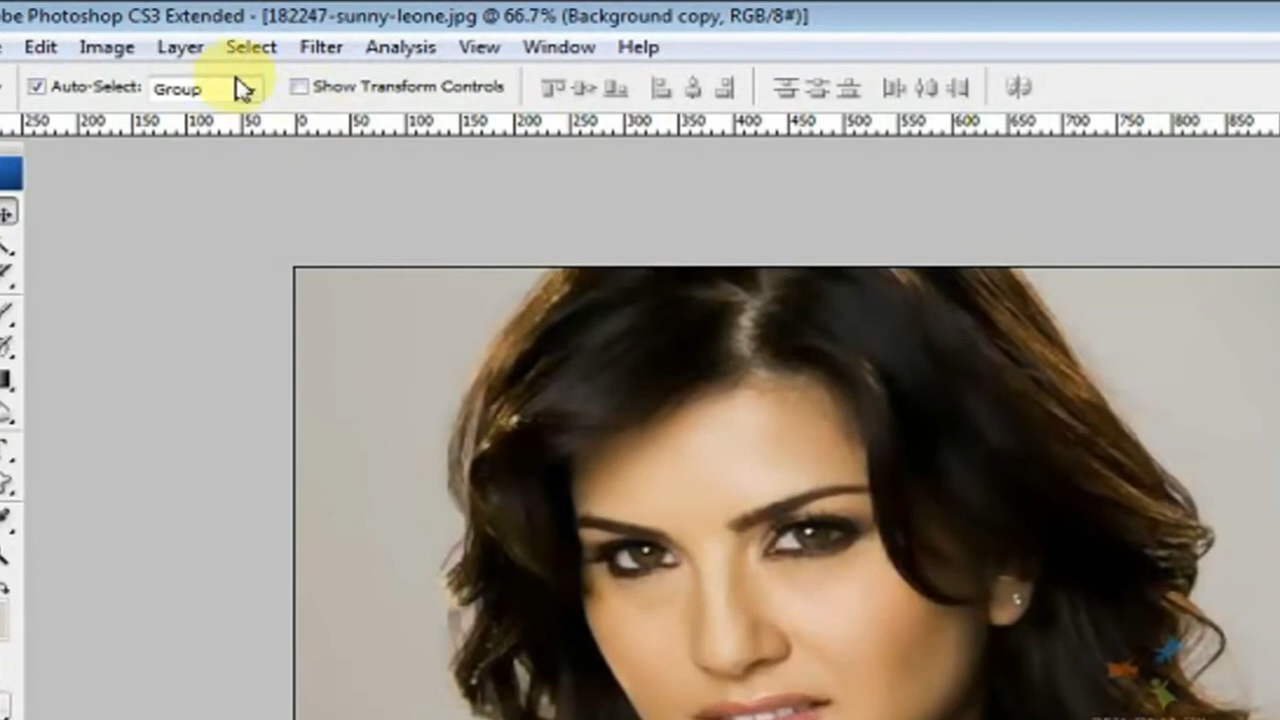 be Photoshop CS3 Extended - [182247-sunny-leone.jpg @ 66.7% (Background copy, RGB/8#)]
Edit Image Layer Select Filter Analysis View Window Help
Auto-Select: Group Show Transform Controls
250 200 150 100 50 0 50 100 150 200 250 300 350 400 450 500 550 600 650 700 750 800 850